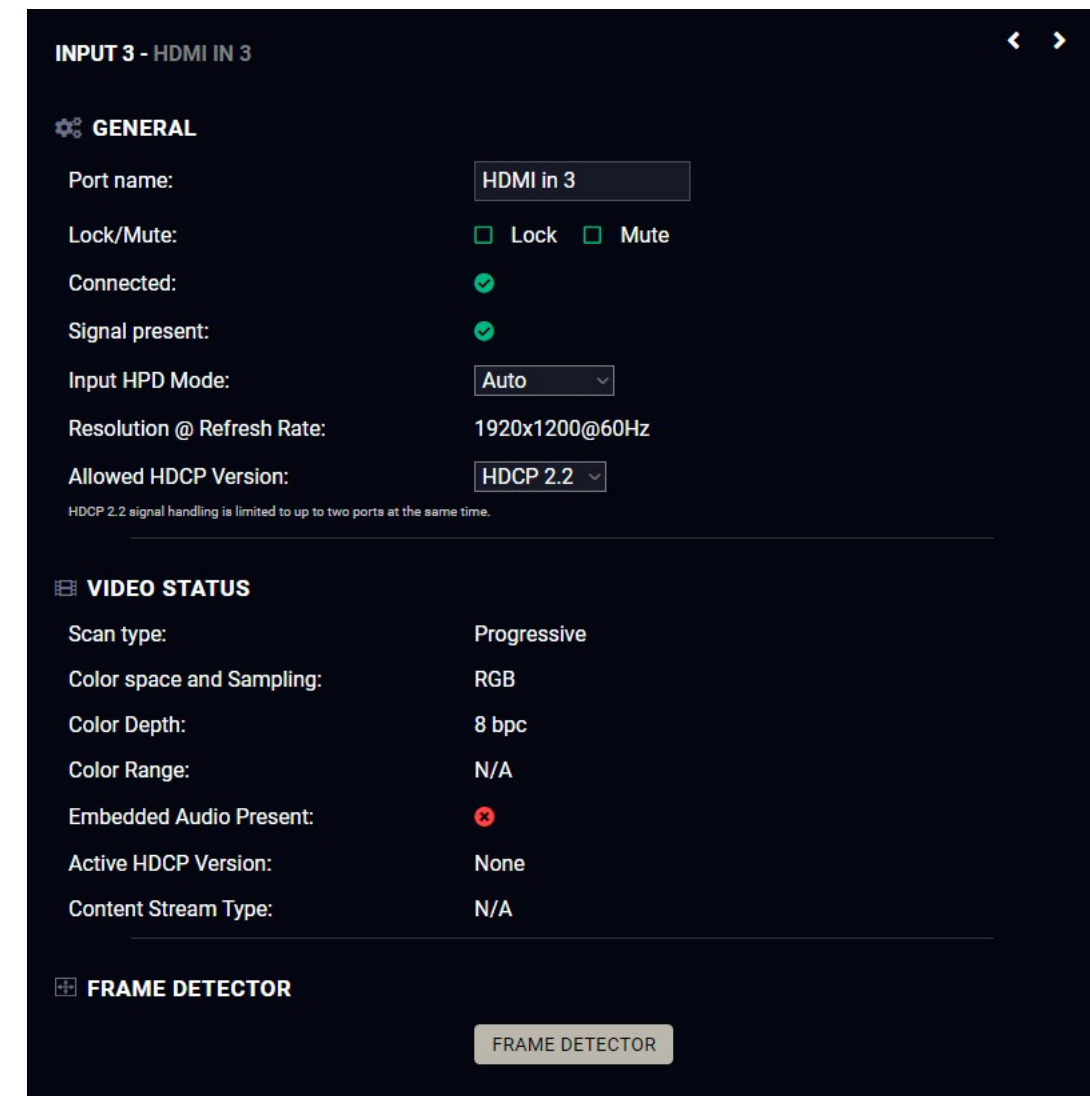 INPUT 3 - HDMI IN 3
GENERAL
Port name: HDMI in 3
Lock/Mute: Lock Mute
Connected:
Signal present:
Input HPD Mode: Auto
Resolution @ Refresh Rate: 1920x1200@60Hz
Allowed HDCP Version: HDCP 2.2
HDCP 2.2 signal handling is limited to up to two ports at the same time.
VIDEO STATUS
Scan type: Progressive
Color space and Sampling: RGB
Color Depth: 8 bpc
Color Range: N/A
Embedded Audio Present:
Active HDCP Version: None
Content Stream Type: N/A
FRAME DETECTOR
FRAME DETECTOR